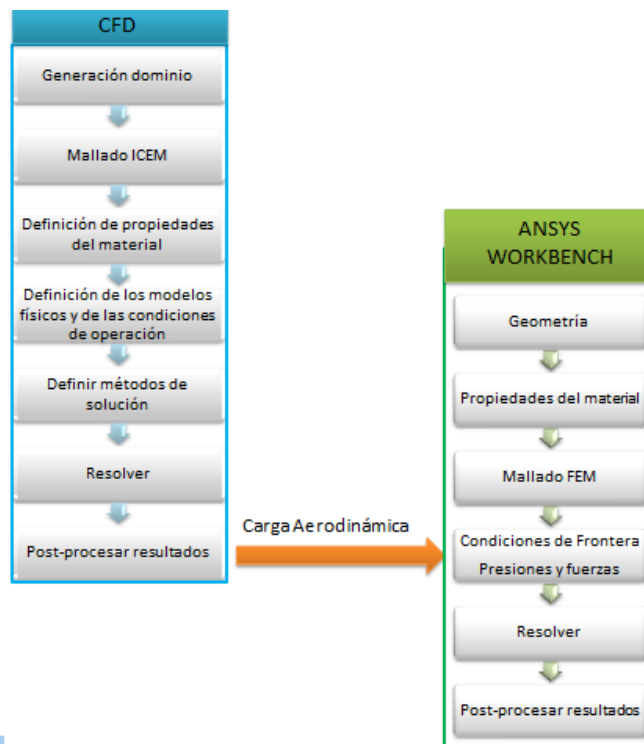 CFD
Generación dominio
Mallado ICEM
Definición de propiedades
del material
Definición de los modelos
físicos y de las condiciones
de operación
Definir métodos de
solución
Resolver
Post-procesar resultados
Carga Aerodinámica
ANSYS
WORKBENCH
Geometría
Propiedades del material
Mallado FEM
Condiciones de Frontera
Presiones y fuerzas
Resolver
Post-procesar resultados